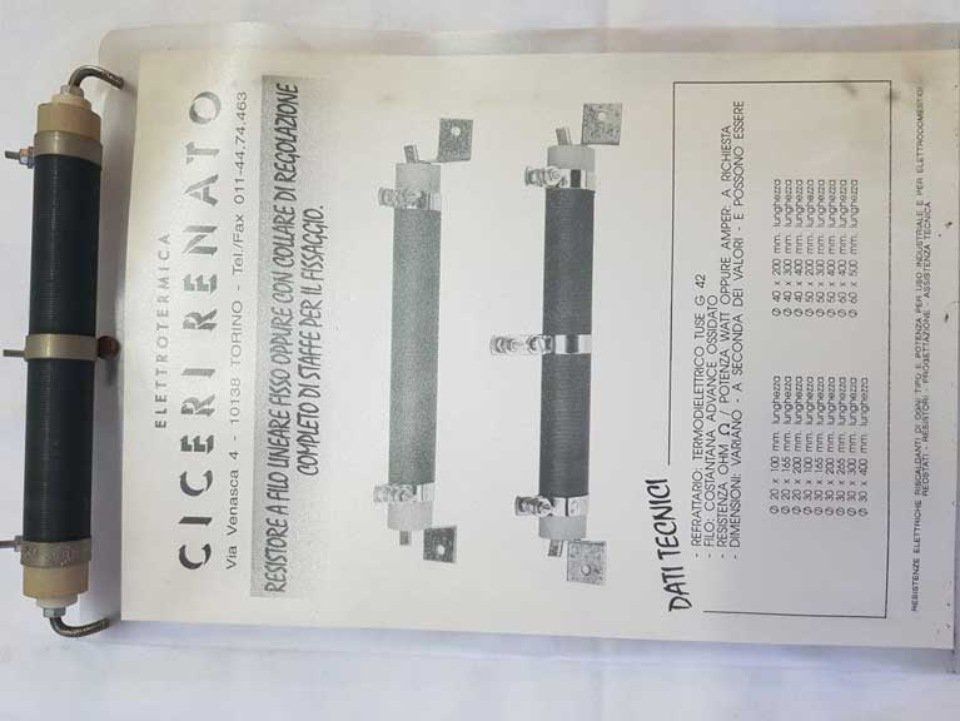 ELETTROTERMICA
CICERI RENATO
Via Venasca 4 - 10138 TORINO - Tel./Fax 011-44.74.463
RESISTORE A FILO LINEARE FISSO OPPURE CON COLLARE DI REGOLAZIONE
COMPLETO DI STAFFE PER IL FISSAGGIO.
DATI TECNICI
- REFRATTARIO: TERMODIELETTRICO TUSE G 42
- FILO: COSTANTANA ADVANCE OSSIDATO
- RESISTENZA OHM Ω / POTENZA WATT OPPURE AMPER: A RICHIESTA
- DIMENSIONI: VARIANO - A SECONDA DEI VALORI - E POSSONO ESSERE
Ø 20 x 100 mm. lunghezza
Ø 20 x 165 mm. lunghezza
Ø 20 x 200 mm. lunghezza
Ø 30 x 100 mm. lunghezza
Ø 30 x 165 mm. lunghezza
Ø 30 x 200 mm. lunghezza
Ø 30 x 265 mm. lunghezza
Ø 30 x 300 mm. lunghezza
Ø 30 x 400 mm. lunghezza
Ø 40 x 200 mm. lunghezza
Ø 40 x 300 mm. lunghezza
Ø 40 x 400 mm. lunghezza
Ø 50 x 200 mm. lunghezza
Ø 50 x 300 mm. lunghezza
Ø 50 x 400 mm. lunghezza
Ø 60 x 400 mm. lunghezza
Ø 60 x 500 mm. lunghezza
RESISTENZE ELETTRICHE RISCALDANTI DI OGNI TIPO E POTENZA PER USO INDUSTRIALE E PER ELETTRODOMESTICI
REOSTATI - RESISTORI - PROGETTAZIONE - ASSISTENZA TECNICA